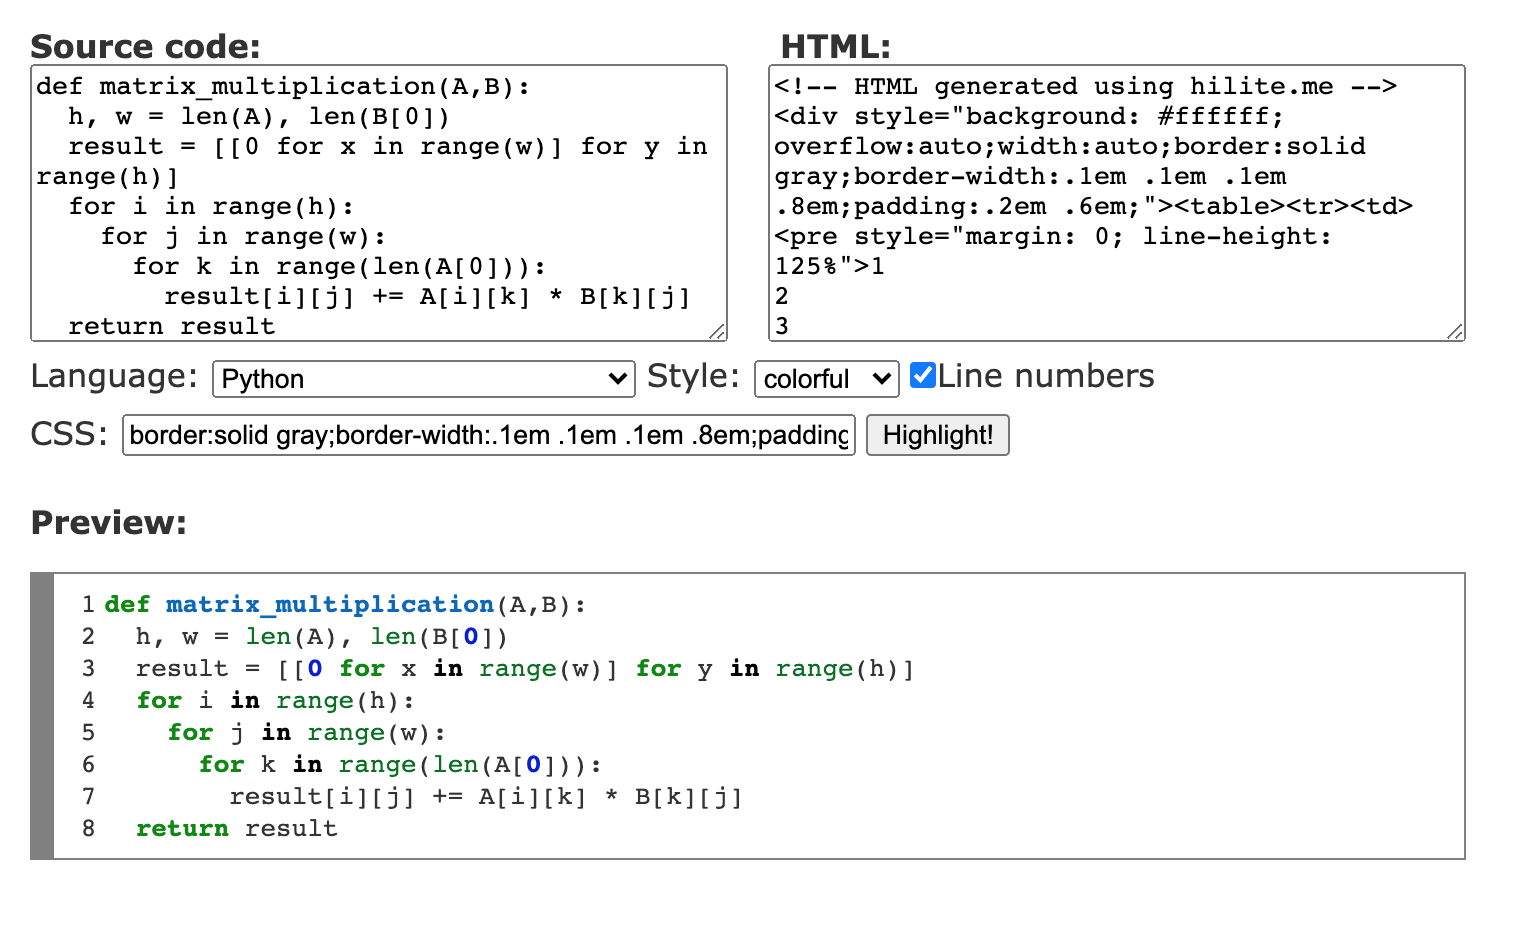 Source code:
def matrix_multiplication(A,B):
  h, w = len(A), len(B[0])
  result = [[0 for x in range(w)] for y in
range(h)]
  for i in range(h):
    for j in range(w):
      for k in range(len(A[0])):
        result[i][j] += A[i][k] * B[k][j]
  return result
HTML:
<!-- HTML generated using hilite.me -->
<div style="background: #ffffff;
overflow:auto;width:auto;border:solid
gray;border-width:.1em .1em .1em
.8em;padding:.2em .6em;"><table><tr><td>
<pre style="margin: 0; line-height:
125%">1
2
3
Language: Python Style: colorful Line numbers
CSS: border:solid gray;border-width:.1em .1em .1em .8em;padding Highlight!
Preview:
1 def matrix_multiplication(A,B):
2   h, w = len(A), len(B[0])
3   result = [[0 for x in range(w)] for y in range(h)]
4   for i in range(h):
5     for j in range(w):
6       for k in range(len(A[0])):
7         result[i][j] += A[i][k] * B[k][j]
8   return result